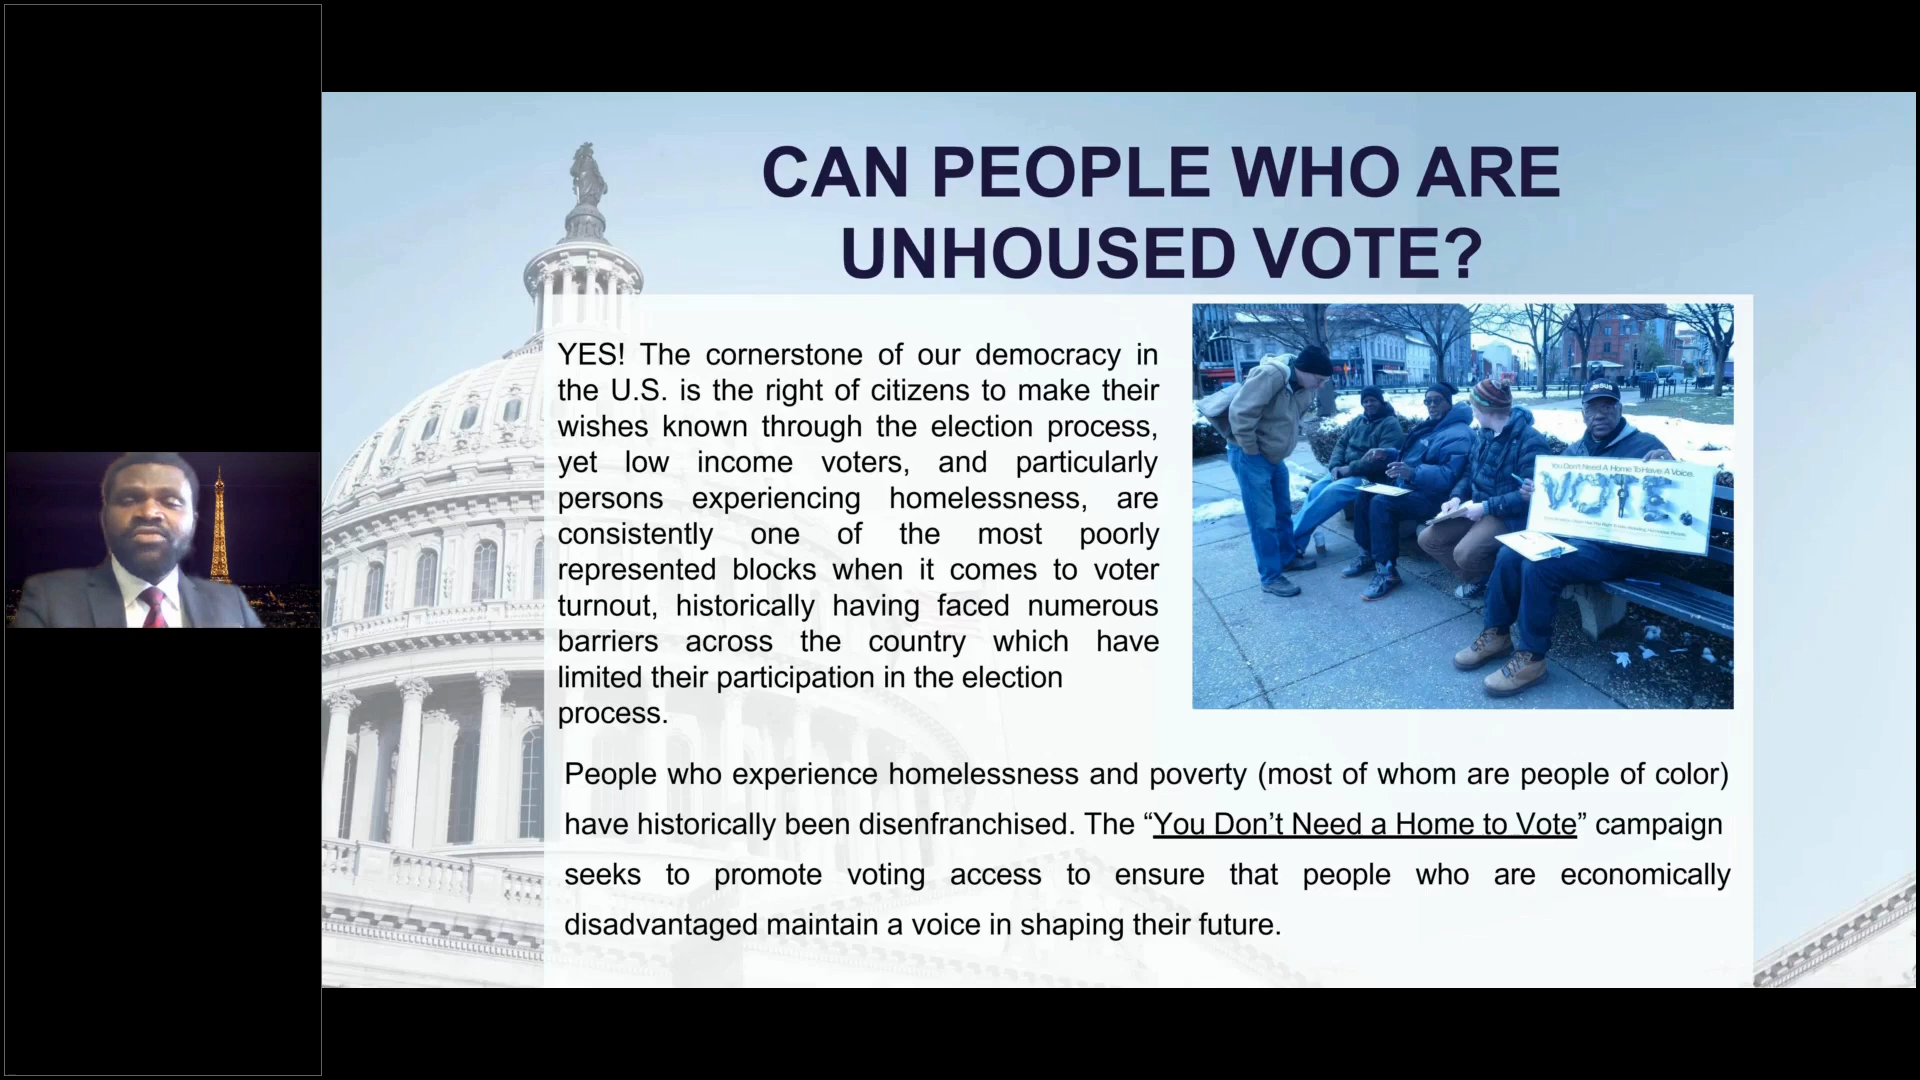 CAN PEOPLE WHO ARE
UNHOUSED VOTE?
YES! The cornerstone of our democracy in
the U.S. is the right of citizens to make their
wishes known through the election process,
yet low income voters, and particularly
persons experiencing homelessness, are
consistently one of the most poorly
represented blocks when it comes to voter
turnout, historically having faced numerous
barriers across the country which have
limited their participation in the election
process.
You Don't Need A Home To Have A Voice.
VOTE
People who experience homelessness and poverty (most of whom are people of color)
have historically been disenfranchised. The “You Don’t Need a Home to Vote” campaign
seeks to promote voting access to ensure that people who are economically
disadvantaged maintain a voice in shaping their future.